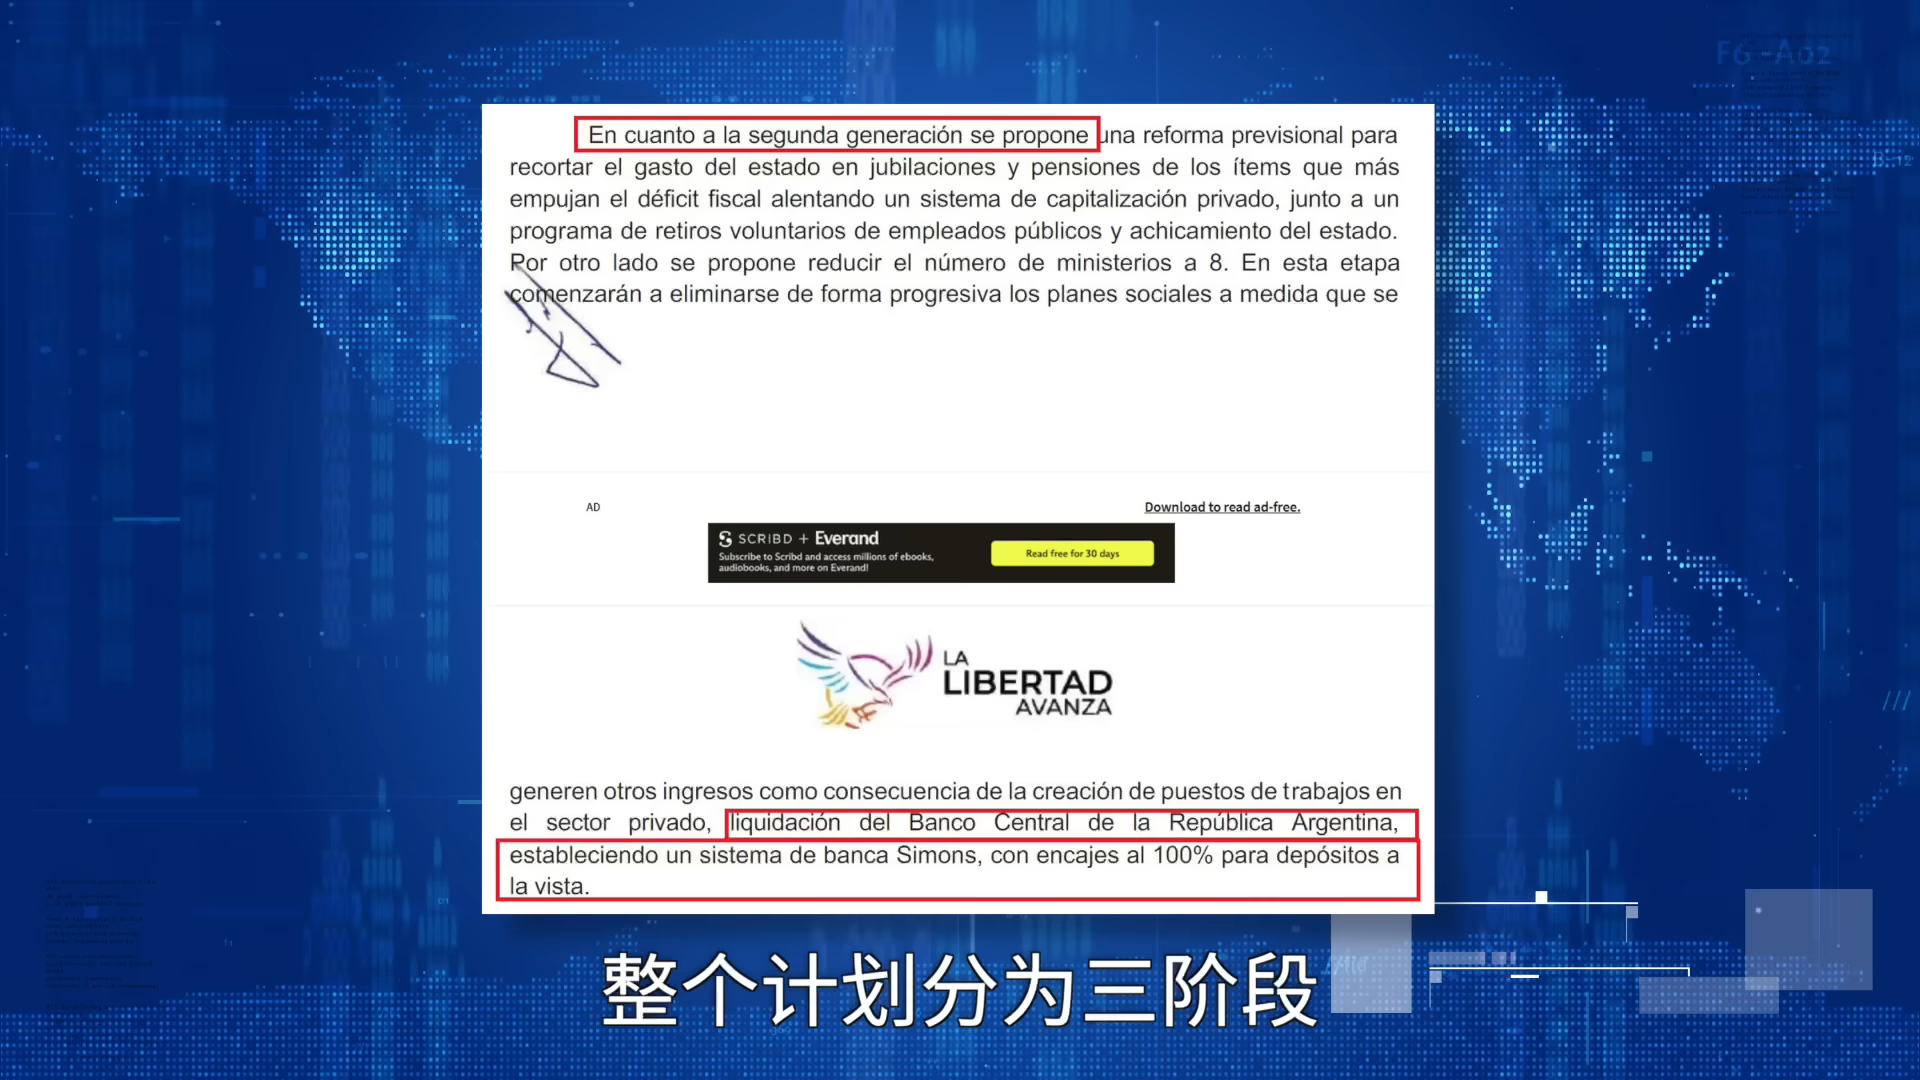 F6-A02
En cuanto a la segunda generación se propone una reforma previsional para
recortar el gasto del estado en jubilaciones y pensiones de los ítems que más
empujan el déficit fiscal alentando un sistema de capitalización privado, junto a un
programa de retiros voluntarios de empleados públicos y achicamiento del estado.
Por otro lado se propone reducir el número de ministerios a 8. En esta etapa
comenzarán a eliminarse de forma progresiva los planes sociales a medida que se
AD
Download to read ad-free.
SCRIBD + Everand
Subscribe to Scribd and access millions of ebooks,
audiobooks, and more on Everand!
Read free for 30 days
LA
LIBERTAD
AVANZA
generen otros ingresos como consecuencia de la creación de puestos de trabajos en
el sector privado, liquidación del Banco Central de la República Argentina,
estableciendo un sistema de banca Simons, con encajes al 100% para depósitos a
la vista.
整个计划分为三阶段